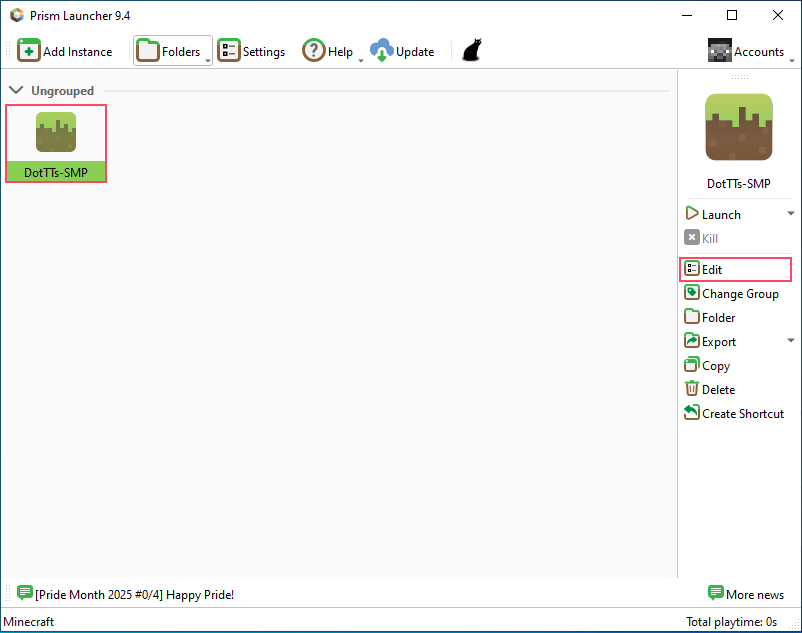 Prism Launcher 9.4
Add Instance Folders Settings Help Update Accounts
Ungrouped
DotTTs-SMP
DotTTs-SMP
Launch
Kill
Edit
Change Group
Folder
Export
Copy
Delete
Create Shortcut
[Pride Month 2025 #0/4] Happy Pride! More news
Minecraft Total playtime: 0s